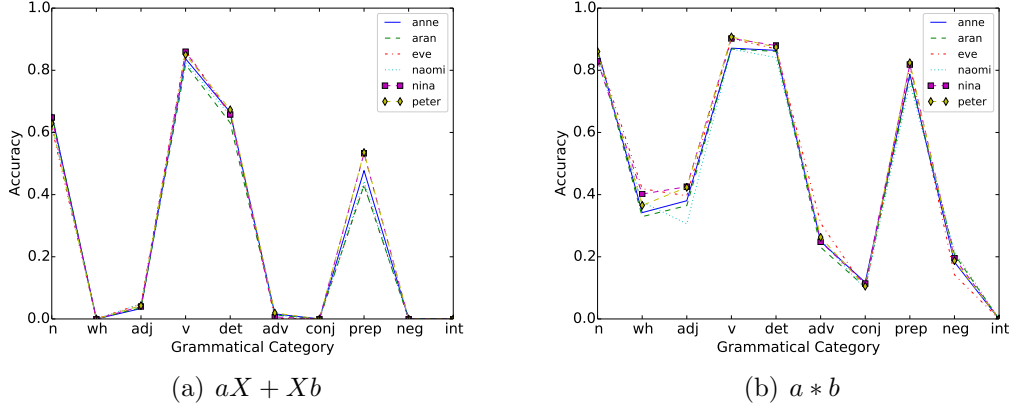 1.0
0.8
0.6
0.4
0.2
0.0
Accuracy
n wh adj v det adv conj prep neg int
Grammatical Category
anne
aran
eve
naomi
nina
peter
(a) aX + Xb
1.0
0.8
0.6
0.4
0.2
0.0
Accuracy
n wh adj v det adv conj prep neg int
Grammatical Category
anne
aran
eve
naomi
nina
peter
(b) a ∗ b